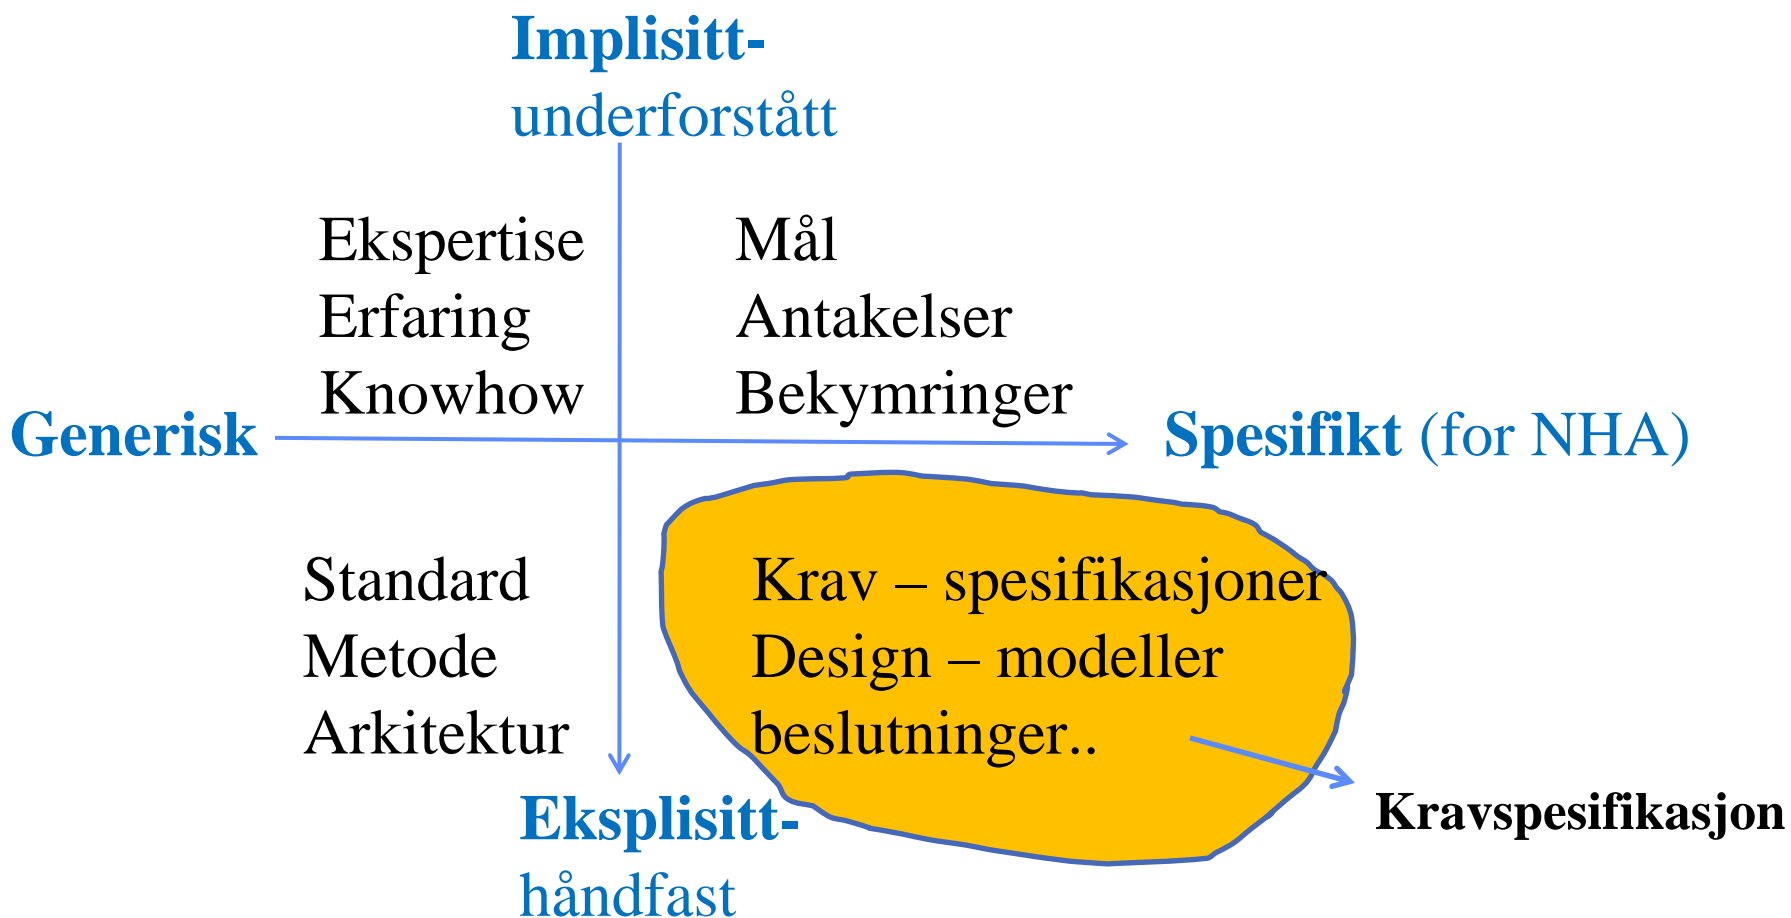 Implisitt-
underforstått
Ekspertise
Erfaring
Knowhow
Mål
Antakelser
Bekymringer
Generisk
Spesifikt (for NHA)
Standard
Metode
Arkitektur
Krav – spesifikasjoner
Design – modeller
beslutninger..
Eksplisitt-
håndfast
Kravspesifikasjon